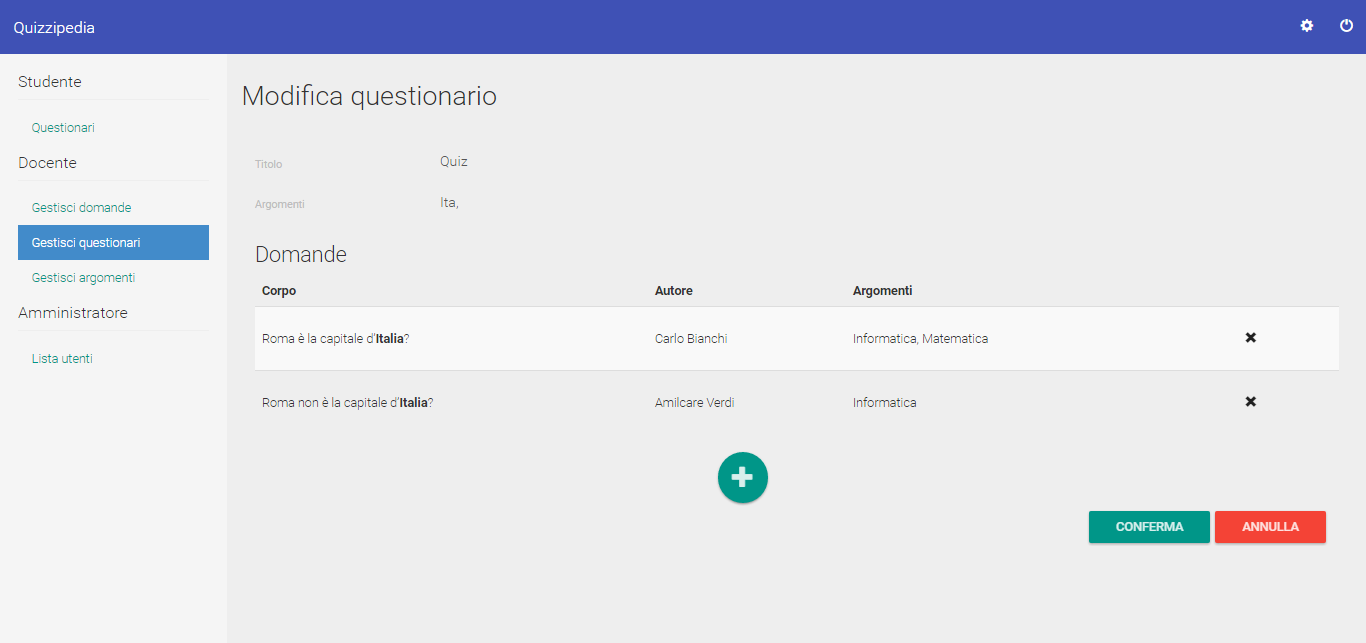 Quizzipedia
Studente
Questionari
Docente
Gestisci domande
Gestisci questionari
Gestisci argomenti
Amministratore
Lista utenti
Modifica questionario
Titolo Quiz
Argomenti Ita,
Domande
Corpo Autore Argomenti
Roma è la capitale d'Italia? Carlo Bianchi Informatica, Matematica
Roma non è la capitale d'Italia? Amilcare Verdi Informatica
CONFERMA ANNULLA